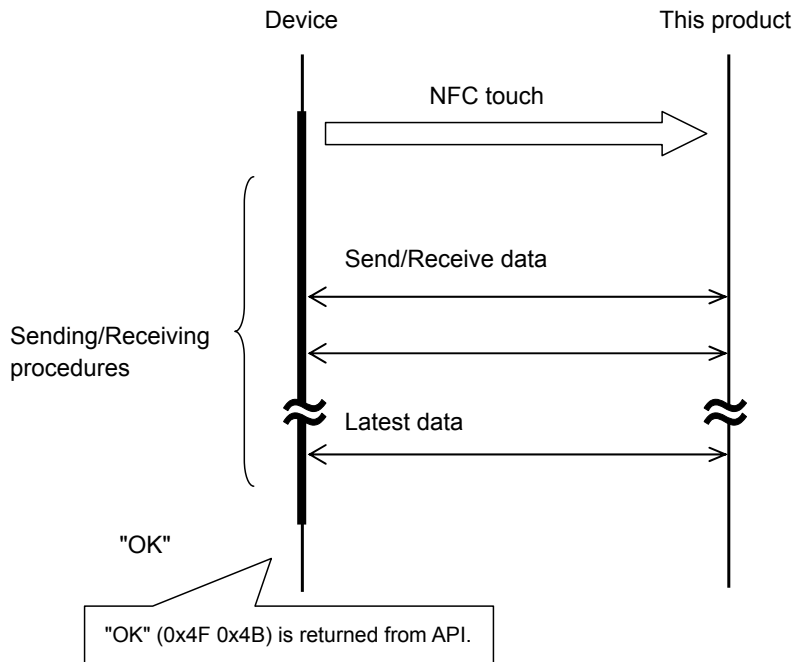 Device
This product
NFC touch
Send/Receive data
Sending/Receiving
procedures
Latest data
"OK"
"OK" (0x4F 0x4B) is returned from API.